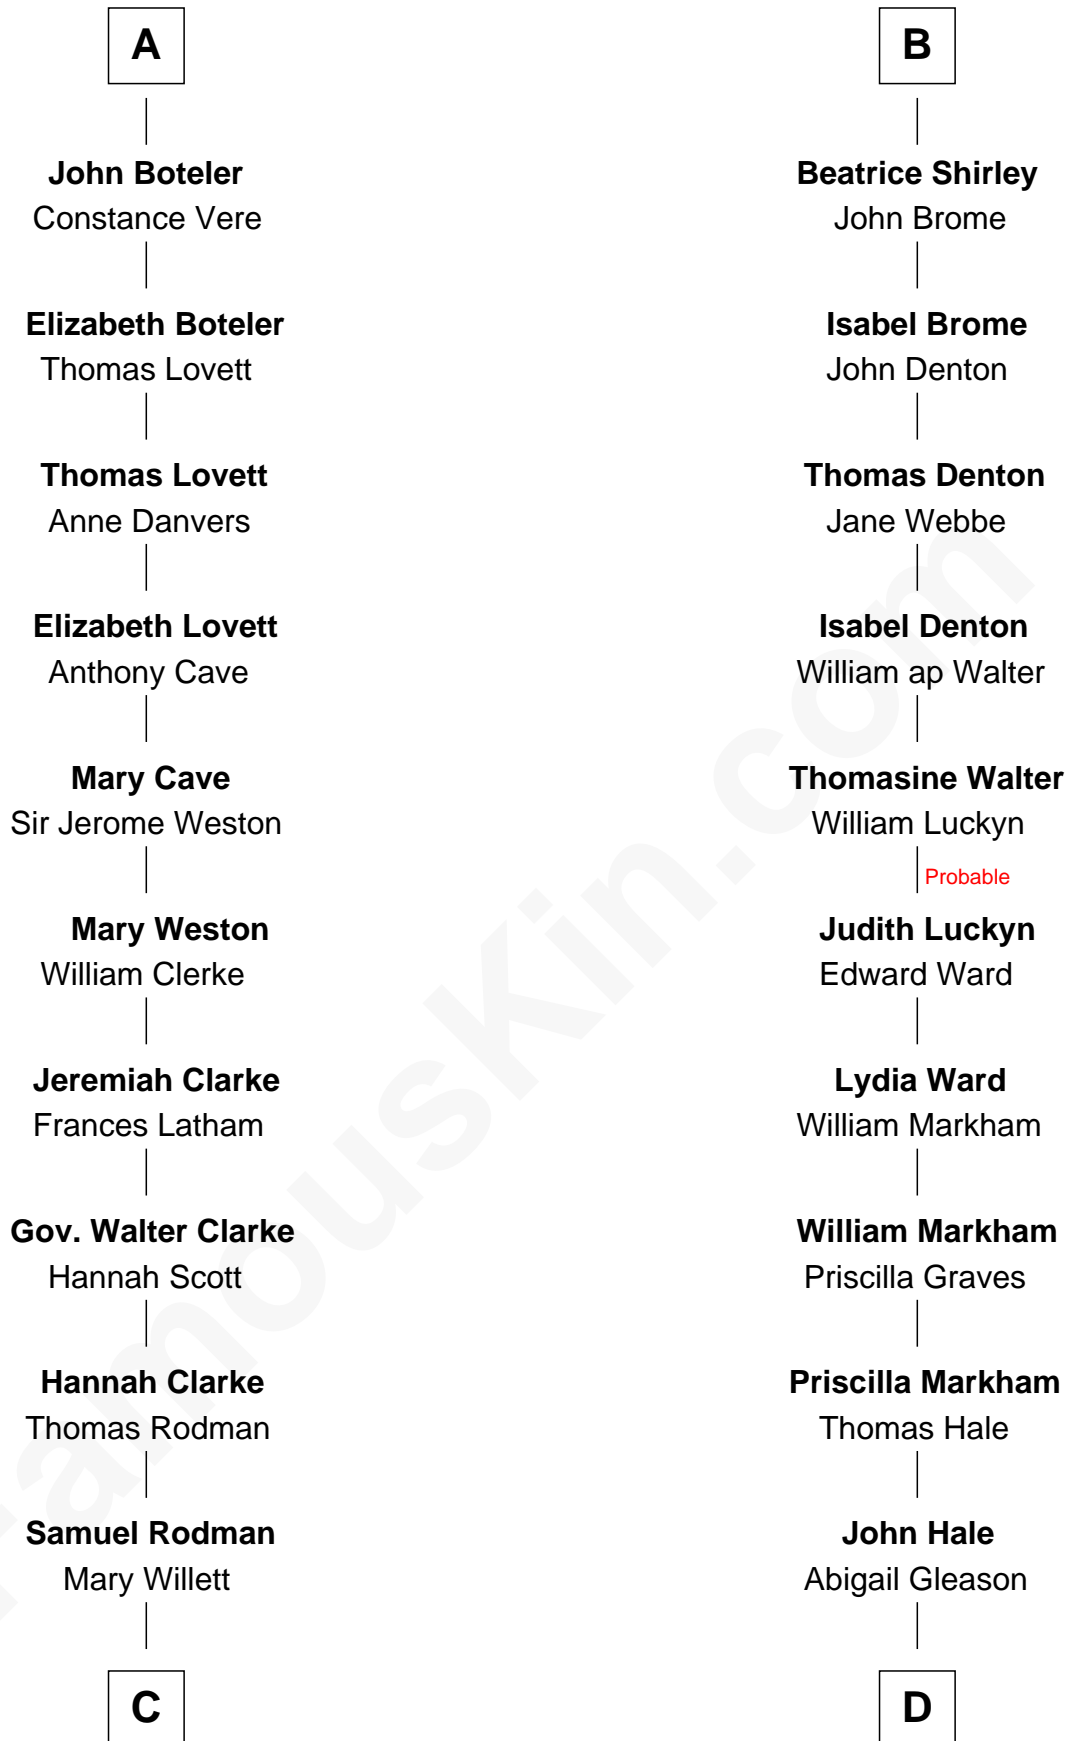 A
John Boteler
Constance Vere
Elizabeth Boteler
Thomas Lovett
Thomas Lovett
Anne Danvers
Elizabeth Lovett
Anthony Cave
Mary Cave
Sir Jerome Weston
Mary Weston
William Clerke
Jeremiah Clarke
Frances Latham
Gov. Walter Clarke
Hannah Scott
Hannah Clarke
Thomas Rodman
Samuel Rodman
Mary Willett
C
B
Beatrice Shirley
John Brome
Isabel Brome
John Denton
Thomas Denton
Jane Webbe
Isabel Denton
William ap Walter
Thomasine Walter
William Luckyn
Probable
Judith Luckyn
Edward Ward
Lydia Ward
William Markham
William Markham
Priscilla Graves
Priscilla Markham
Thomas Hale
John Hale
Abigail Gleason
D
FamousKin.com